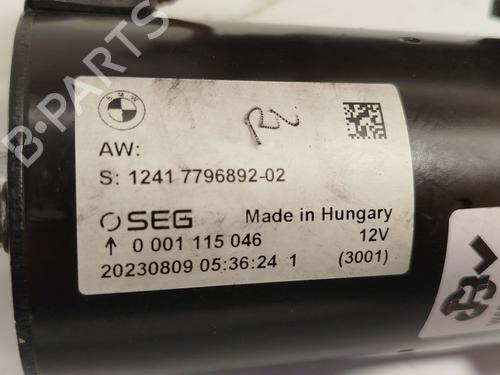 BMW
AW:
S: 1241 7796892-02
SEG Made in Hungary
↑ 0 001 115 046 12V
20230809 05:36:24 1 (3001)
B-PARTS